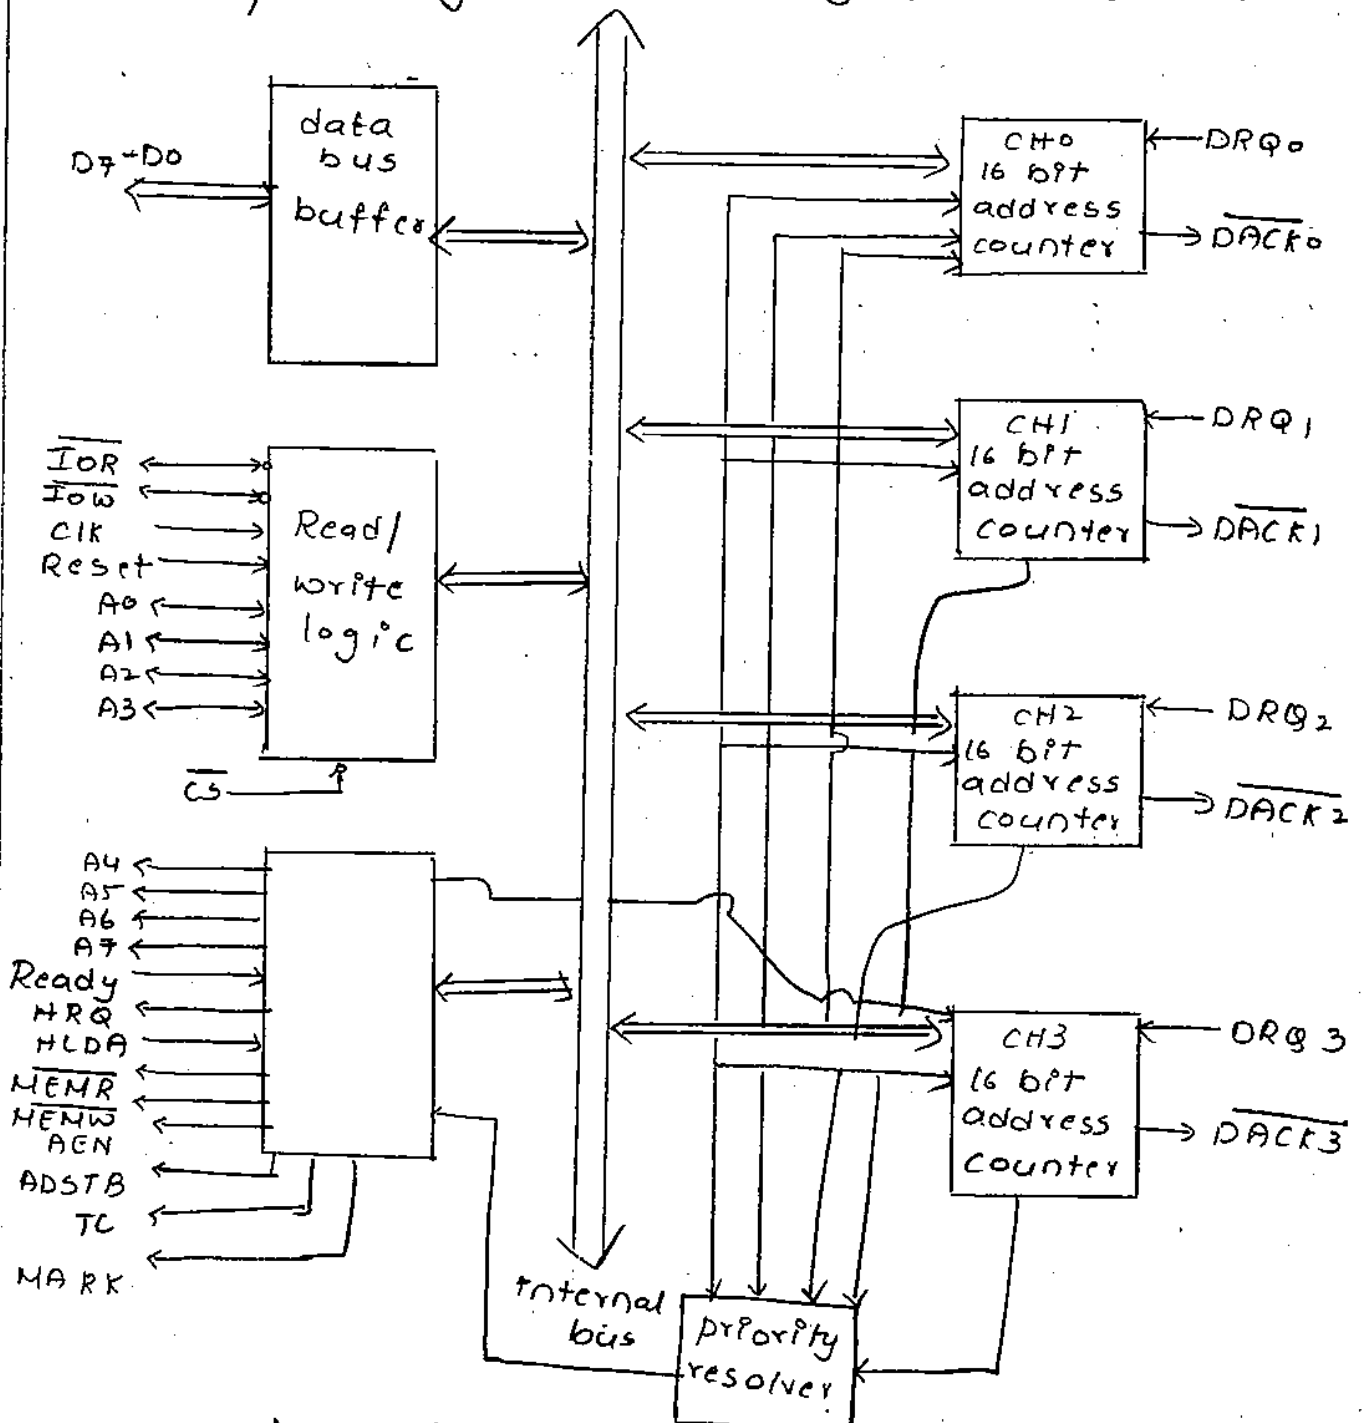 data
bus
buffer
D7-D0
IOR
IOW
CIK
Reset
A0
A1
A2
A3
Read/
write
logic
CS
A4
A5
A6
A7
Ready
HRQ
HLDA
MEMR
MEMW
AEN
ADSTB
TC
MARK
internal
bus
CH0
16 bit
address
counter
DRQ0
DACK0
CH1
16 bit
address
counter
DRQ1
DACK1
CH2
16 bit
address
counter
DRQ2
DACK2
CH3
16 bit
address
counter
DRQ3
DACK3
priority
resolver